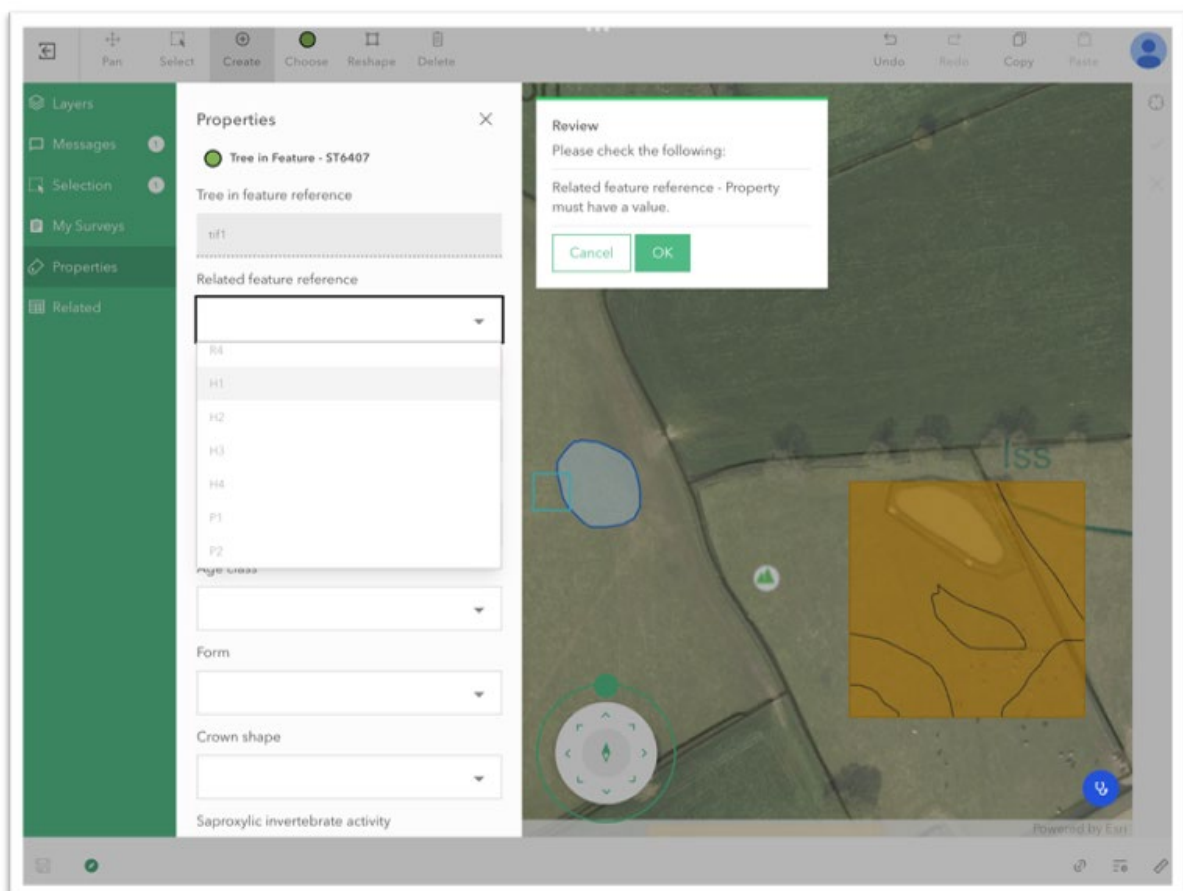 Pan Select Create Choose Reshape Delete Undo Redo Copy Paste
Layers
Messages 1
Selection 1
My Surveys
Properties
Related
Properties
Tree in Feature - ST6407
Tree in feature reference
tif1
Related feature reference
R4
H1
H2
H3
H4
P1
P2
Age class
Form
Crown shape
Saproxylic invertebrate activity
Review
Please check the following:
Related feature reference - Property
must have a value.
Cancel OK
Iss
Powered by Esri